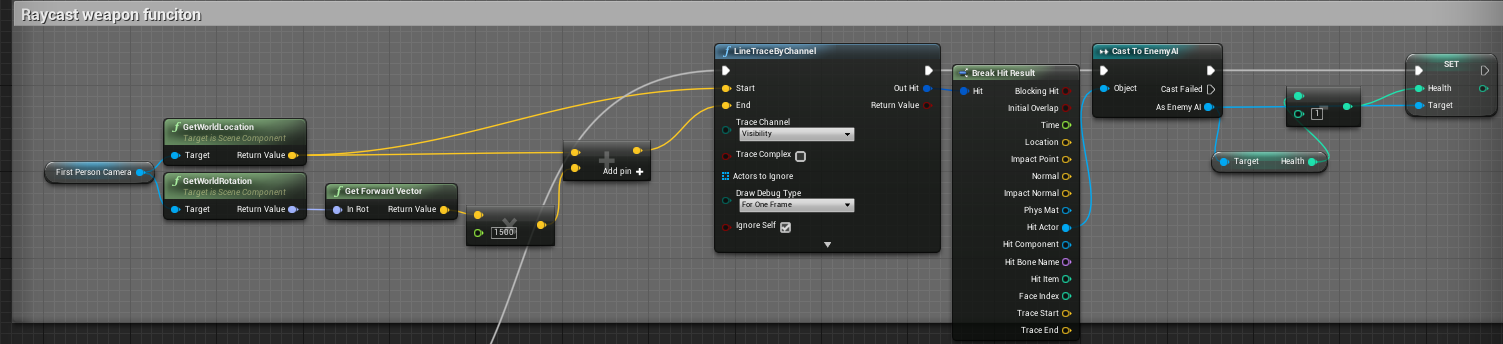 Raycast weapon funciton
First Person Camera
GetWorldLocation
Target is Scene Component
Target Return Value
GetWorldRotation
Target is Scene Component
Target Return Value
Get Forward Vector
In Rot Return Value
1500
Add pin +
LineTraceByChannel
Start Out Hit
End Return Value
Trace Channel
Visibility
Trace Complex
Actors to Ignore
Draw Debug Type
For One Frame
Ignore Self
Break Hit Result
Hit Blocking Hit
Initial Overlap
Time
Location
Impact Point
Normal
Impact Normal
Phys Mat
Hit Actor
Hit Component
Hit Bone Name
Hit Item
Face Index
Trace Start
Trace End
Cast To EnemyAI
Object Cast Failed
As Enemy AI
1
Target Health
SET
Health
Target